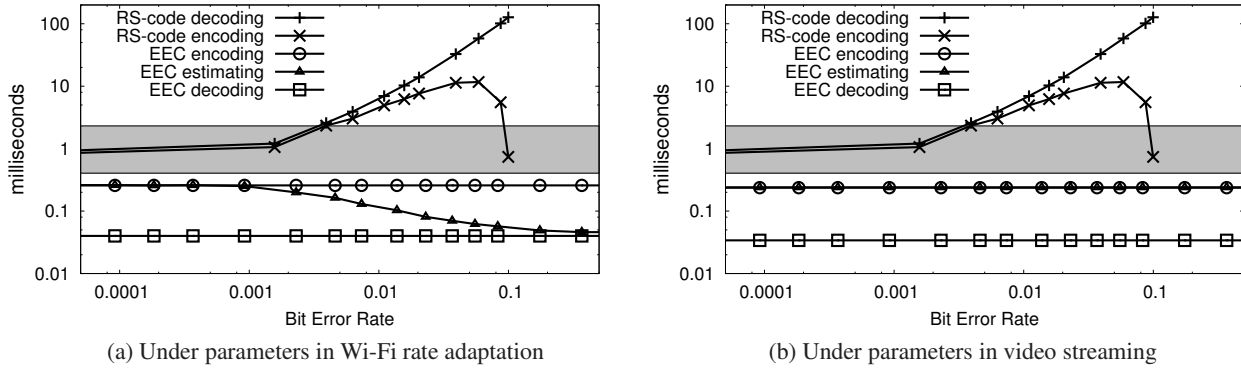 100
10
1
0.1
0.01
milliseconds
RS-code decoding
RS-code encoding
EEC encoding
EEC estimating
EEC decoding
0.0001 0.001 0.01 0.1
Bit Error Rate
(a) Under parameters in Wi-Fi rate adaptation
100
10
1
0.1
0.01
milliseconds
RS-code decoding
RS-code encoding
EEC encoding
EEC estimating
EEC decoding
0.0001 0.001 0.01 0.1
Bit Error Rate
(b) Under parameters in video streaming